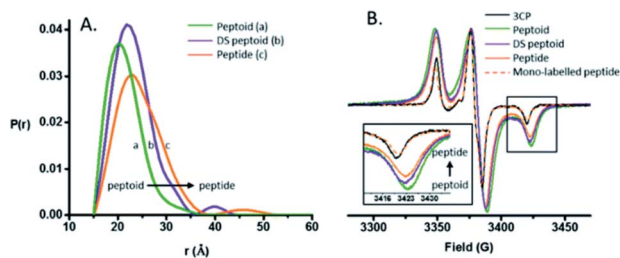 A.
Peptoid (a)
DS peptoid (b)
Peptide (c)
0.04
0.03
P(r)
0.02
0.01
0.00
a b c
peptoid peptide
10 20 30 40 50 60
r (Å)
B.
3CP
Peptoid
DS peptoid
Peptide
Mono-labelled peptide
peptide
peptoid
3416 3423 3430
3300 3350 3400 3450
Field (G)